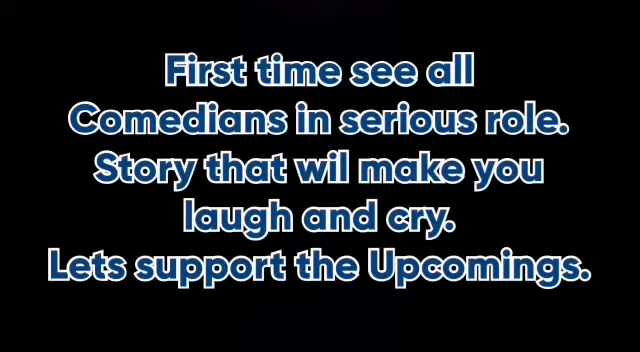 First time see all
Comedians in serious role.
Story that wil make you
laugh and cry.
Lets support the Upcomings.